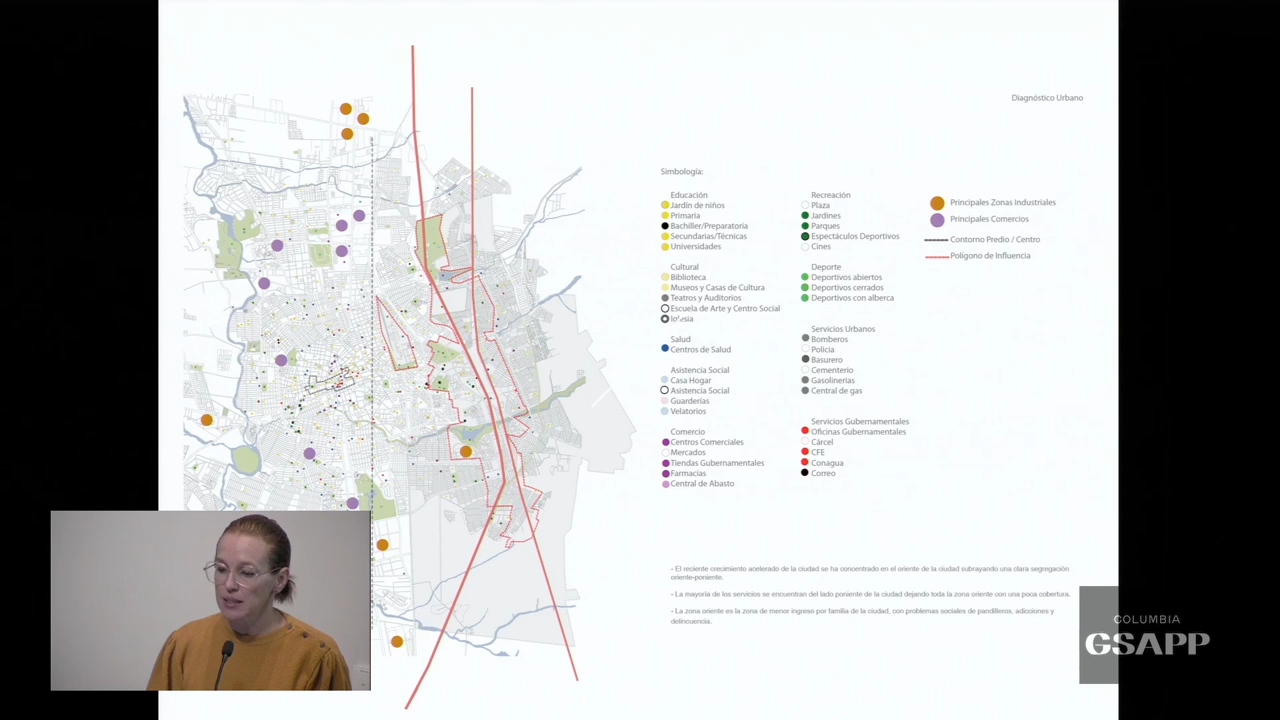 Diagnóstico Urbano
Simbología:
Educación
Jardín de niños
Primaria
Bachiller/Preparatoria
Secundarias/Técnicas
Universidades
Cultural
Biblioteca
Museos y Casas de Cultura
Teatros y Auditorios
Escuela de Arte y Centro Social
Iglesia
Salud
Centros de Salud
Asistencia Social
Casa Hogar
Asistencia Social
Guarderías
Velatorios
Comercio
Centros Comerciales
Mercados
Tiendas Gubernamentales
Farmacias
Central de Abasto
Recreación
Plaza
Jardines
Parques
Espectáculos Deportivos
Cines
Deporte
Deportivos abiertos
Deportivos cerrados
Deportivos con alberca
Servicios Urbanos
Bomberos
Policia
Basurero
Cementerio
Gasolinerias
Central de gas
Servicios Gubernamentales
Oficinas Gubernamentales
Cárcel
CFE
Conagua
Correo
Principales Zonas Industriales
Principales Comercios
Contorno Predio / Centro
Polígono de Influencia
- El reciente crecimiento acelerado de la ciudad se ha concentrado en el oriente de la ciudad subrayando una clara segregación
oriente-poniente.
- La mayoría de los servicios se encuentran del lado poniente de la ciudad dejando toda la zona oriente con una poca cobertura.
- La zona oriente es la zona de menor ingreso por familia de la ciudad, con problemas sociales de pandilleros, adicciones y
delincuencia.
COLUMBIA
GSAPP